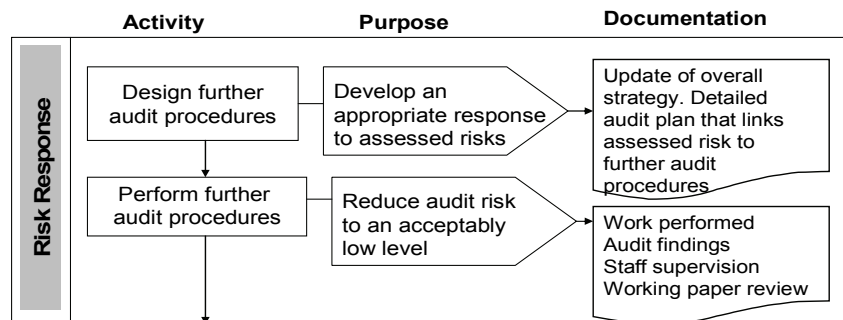 Activity
Purpose
Documentation
Risk Response
Design further
audit procedures
Develop an
appropriate response
to assessed risks
Update of overall
strategy. Detailed
audit plan that links
assessed risk to
further audit
procedures
Perform further
audit procedures
Reduce audit risk
to an acceptably
low level
Work performed
Audit findings
Staff supervision
Working paper review